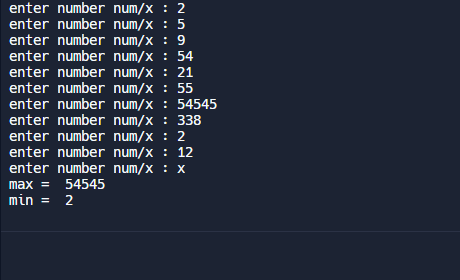 enter number num/x : 2
enter number num/x : 5
enter number num/x : 9
enter number num/x : 54
enter number num/x : 21
enter number num/x : 55
enter number num/x : 54545
enter number num/x : 338
enter number num/x : 2
enter number num/x : 12
enter number num/x : x
max =  54545
min =  2